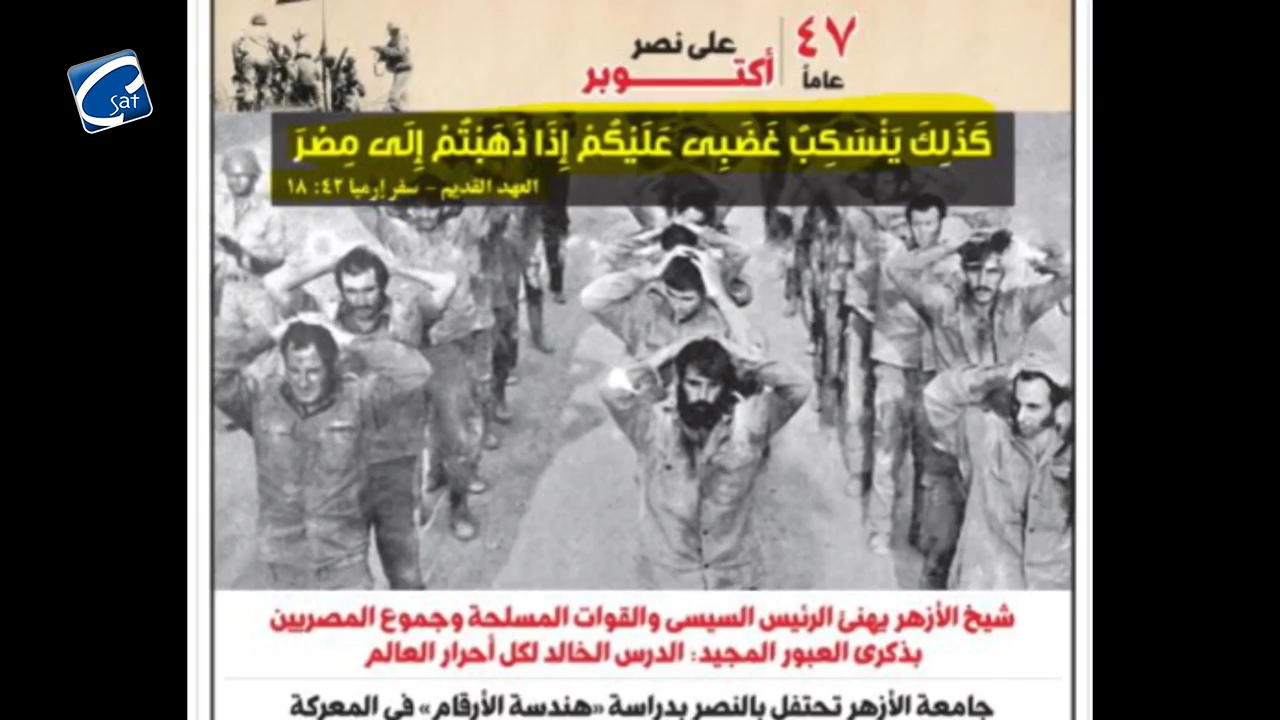 C Sat
٤٧
عاماً
على نصر
أكتـــوبر
كَذَلِكَ يَنْسَكِبُ غَضَبِى عَلَيْكُمْ إِذَا ذَهَبْتُمْ إِلَى مِصْرَ
العهد القديم – سفر إرميا ٤٢: ١٨
شيخ الأزهر يهنئ الرئيس السيسى والقوات المسلحة وجموع المصريين
بذكرى العبور المجيد: الدرس الخالد لكل أحرار العالم
جامعة الأزهر تحتفل بالنصر بدراسة «هندسة الأرقام» فى المعركة